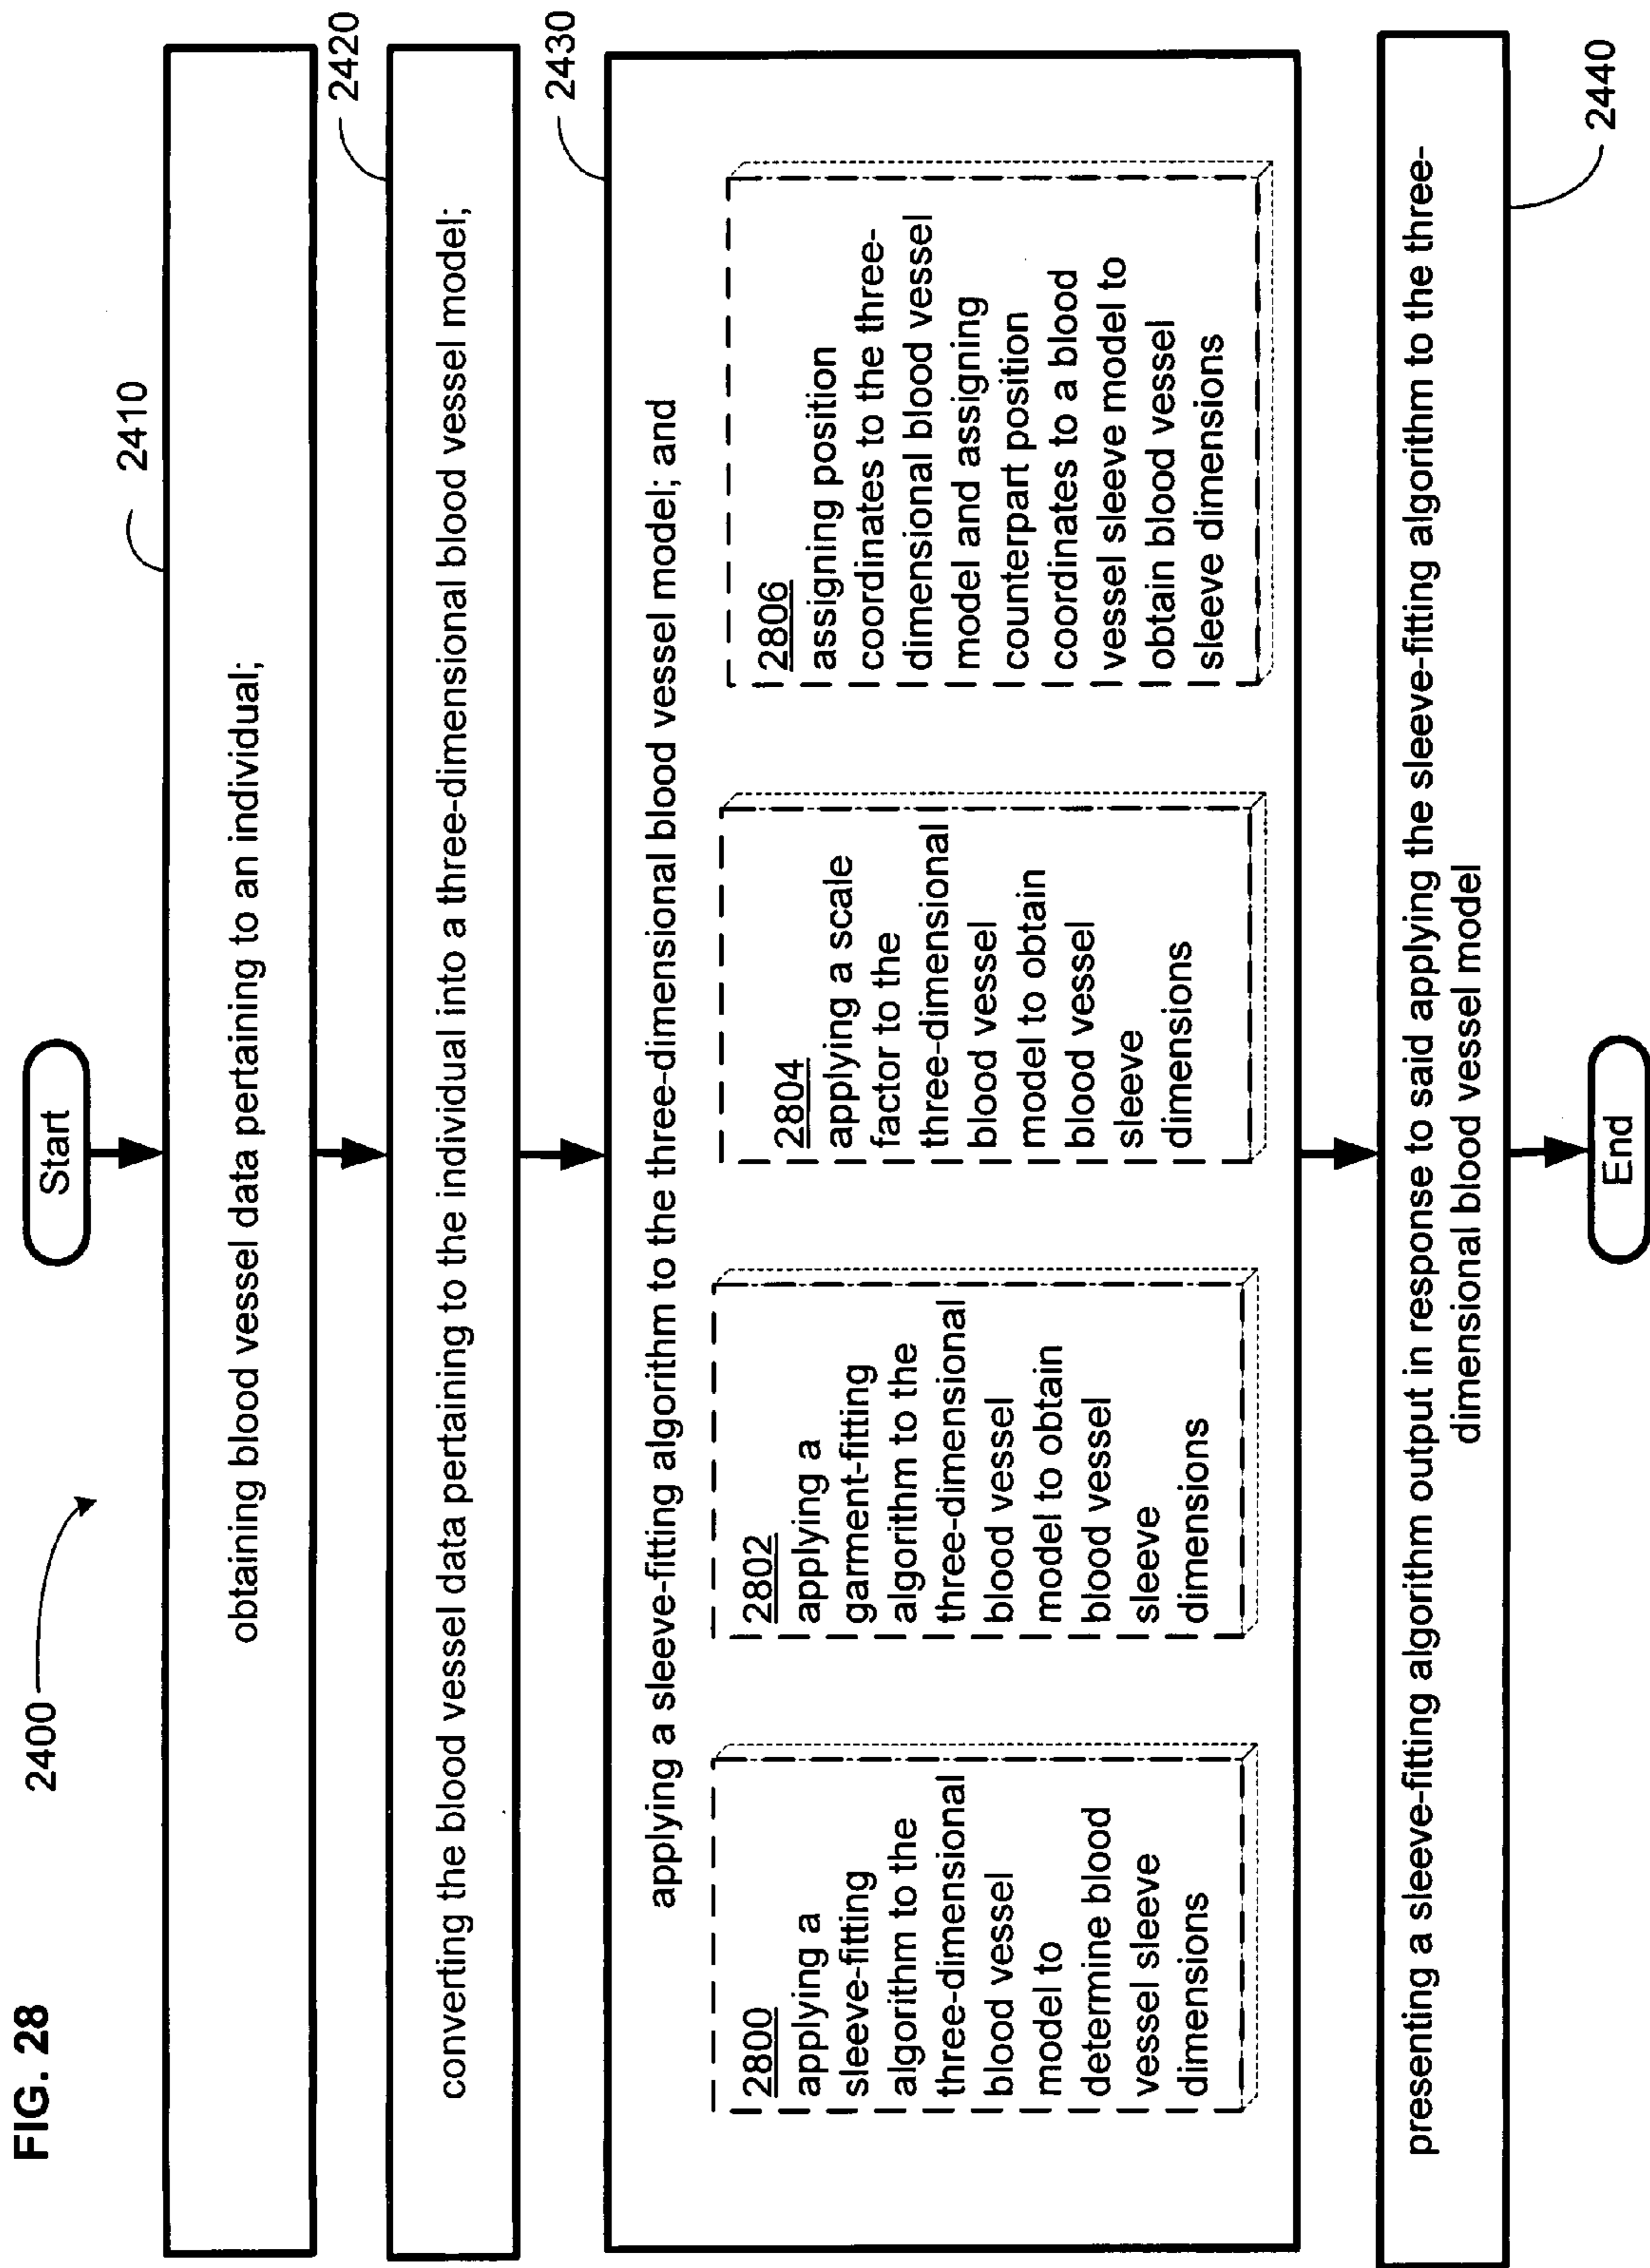 FIG. 28
2400
Start
2410
obtaining blood vessel data pertaining to an individual;
2420
converting the blood vessel data pertaining to the individual into a three-dimensional blood vessel model;
2430
applying a sleeve-fitting algorithm to the three-dimensional blood vessel model; and
2800
applying a
sleeve-fitting
algorithm to the
three-dimensional
blood vessel
model to
determine blood
vessel sleeve
dimensions
2802
applying a
garment-fitting
algorithm to the
three-dimensional
blood vessel
model to obtain
blood vessel
sleeve
dimensions
2804
applying a scale
factor to the
three-dimensional
blood vessel
model to obtain
blood vessel
sleeve
dimensions
2806
assigning position
coordinates to the three-
dimensional blood vessel
model and assigning
counterpart position
coordinates to a blood
vessel sleeve model to
obtain blood vessel
sleeve dimensions
2440
presenting a sleeve-fitting algorithm output in response to said applying the sleeve-fitting algorithm to the three-
dimensional blood vessel model
End